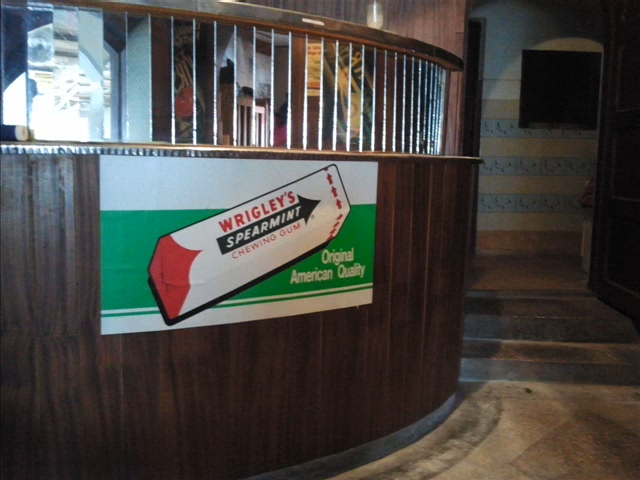 WRIGLEY'S
SPEARMINT
CHEWING GUM
Original
American Quality